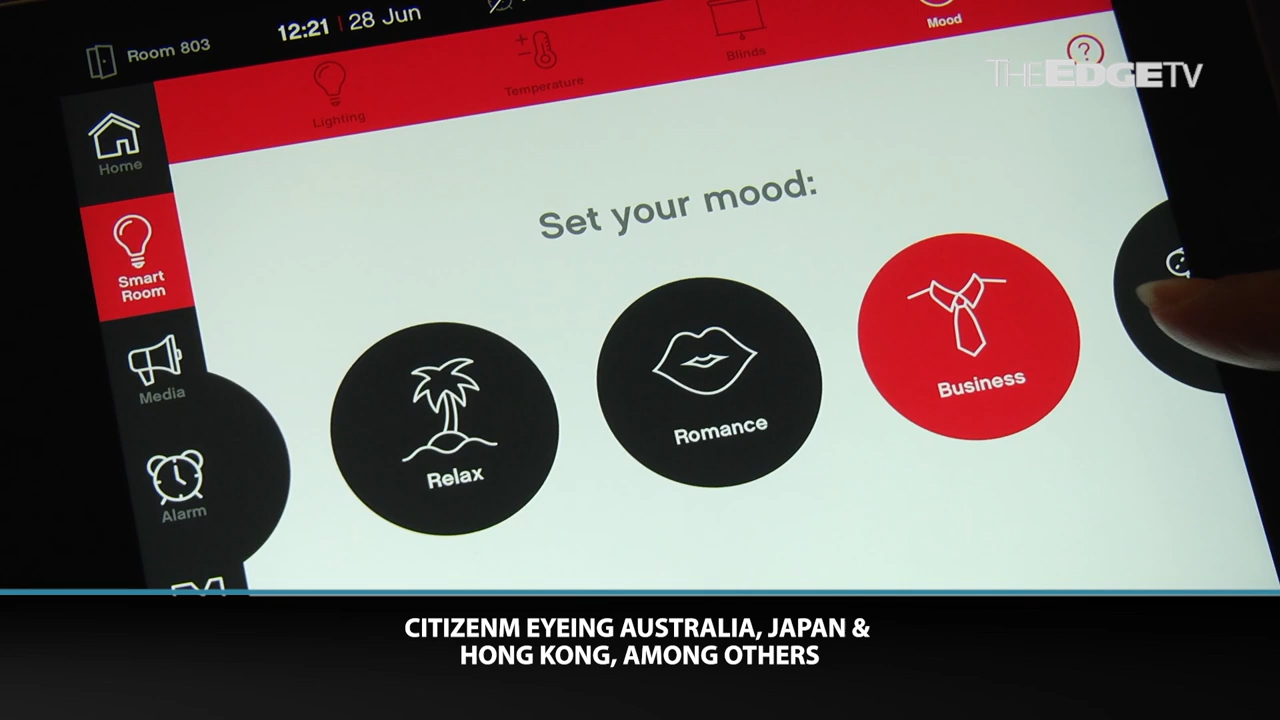 Room 803
12:21 | 28 Jun
Lighting
Temperature
Blinds
Mood
?
THE EDGE TV
Home
Smart
Room
Media
Alarm
Set your mood:
Relax
Romance
Business
CITIZENM EYEING AUSTRALIA, JAPAN &
HONG KONG, AMONG OTHERS